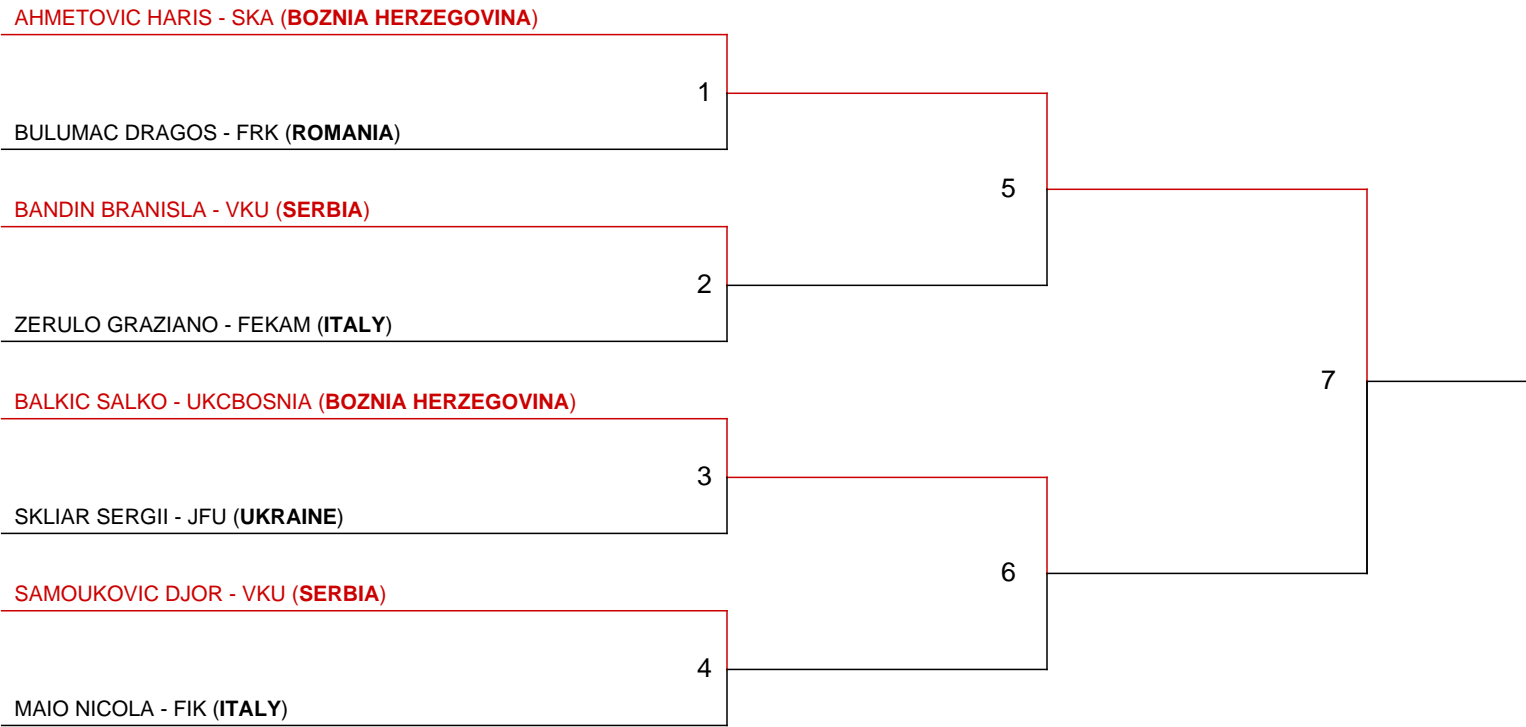 AHMETOVIC HARIS - SKA (BOZNIA HERZEGOVINA)
1
BULUMAC DRAGOS - FRK (ROMANIA)
5
BANDIN BRANISLA - VKU (SERBIA)
2
ZERULO GRAZIANO - FEKAM (ITALY)
7
BALKIC SALKO - UKCBOSNIA (BOZNIA HERZEGOVINA)
3
SKLIAR SERGII - JFU (UKRAINE)
6
SAMOUKOVIC DJOR - VKU (SERBIA)
4
MAIO NICOLA - FIK (ITALY)